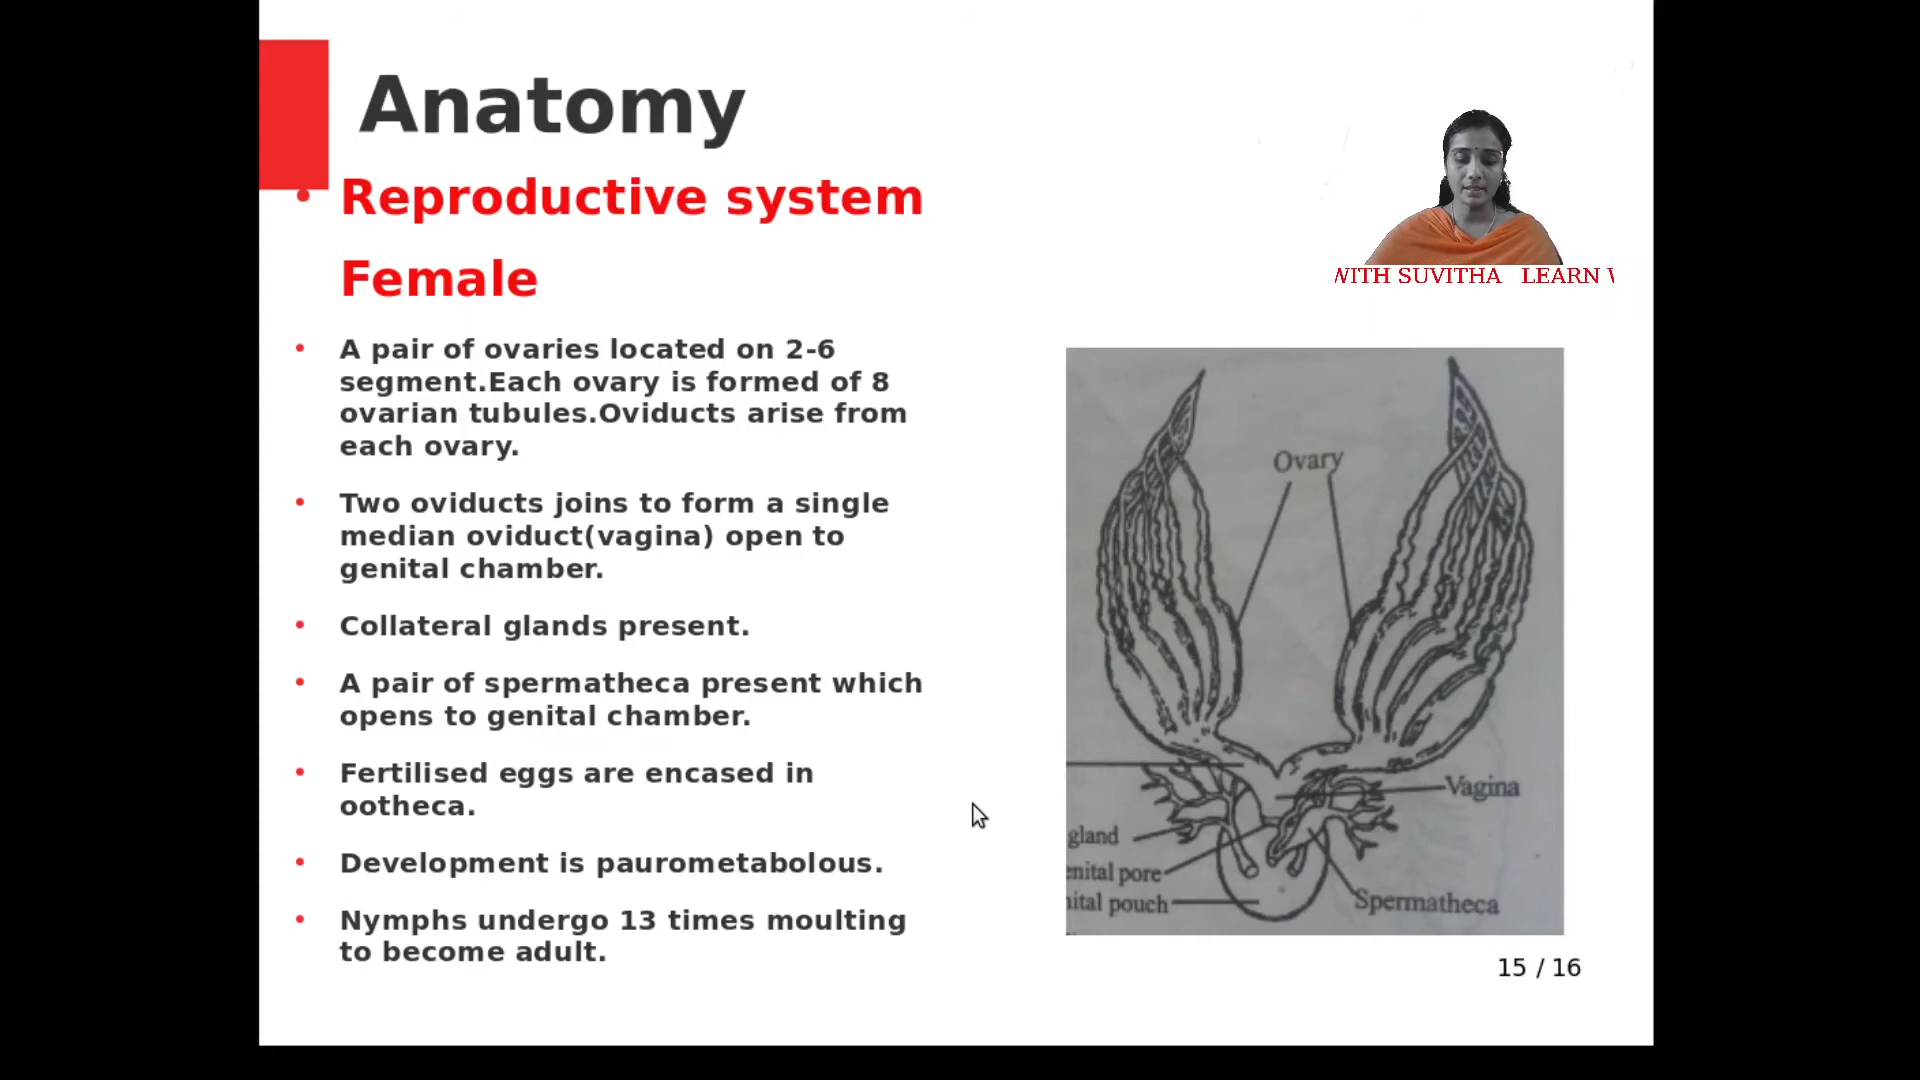 Anatomy
• Reproductive system
Female
• A pair of ovaries located on 2-6
segment.Each ovary is formed of 8
ovarian tubules.Oviducts arise from
each ovary.
• Two oviducts joins to form a single
median oviduct(vagina) open to
genital chamber.
• Collateral glands present.
• A pair of spermatheca present which
opens to genital chamber.
• Fertilised eggs are encased in
ootheca.
• Development is paurometabolous.
• Nymphs undergo 13 times moulting
to become adult.
WITH SUVITHA LEARN
Ovary
Vagina
gland
enital pore
ital pouch
Spermatheca
15 / 16